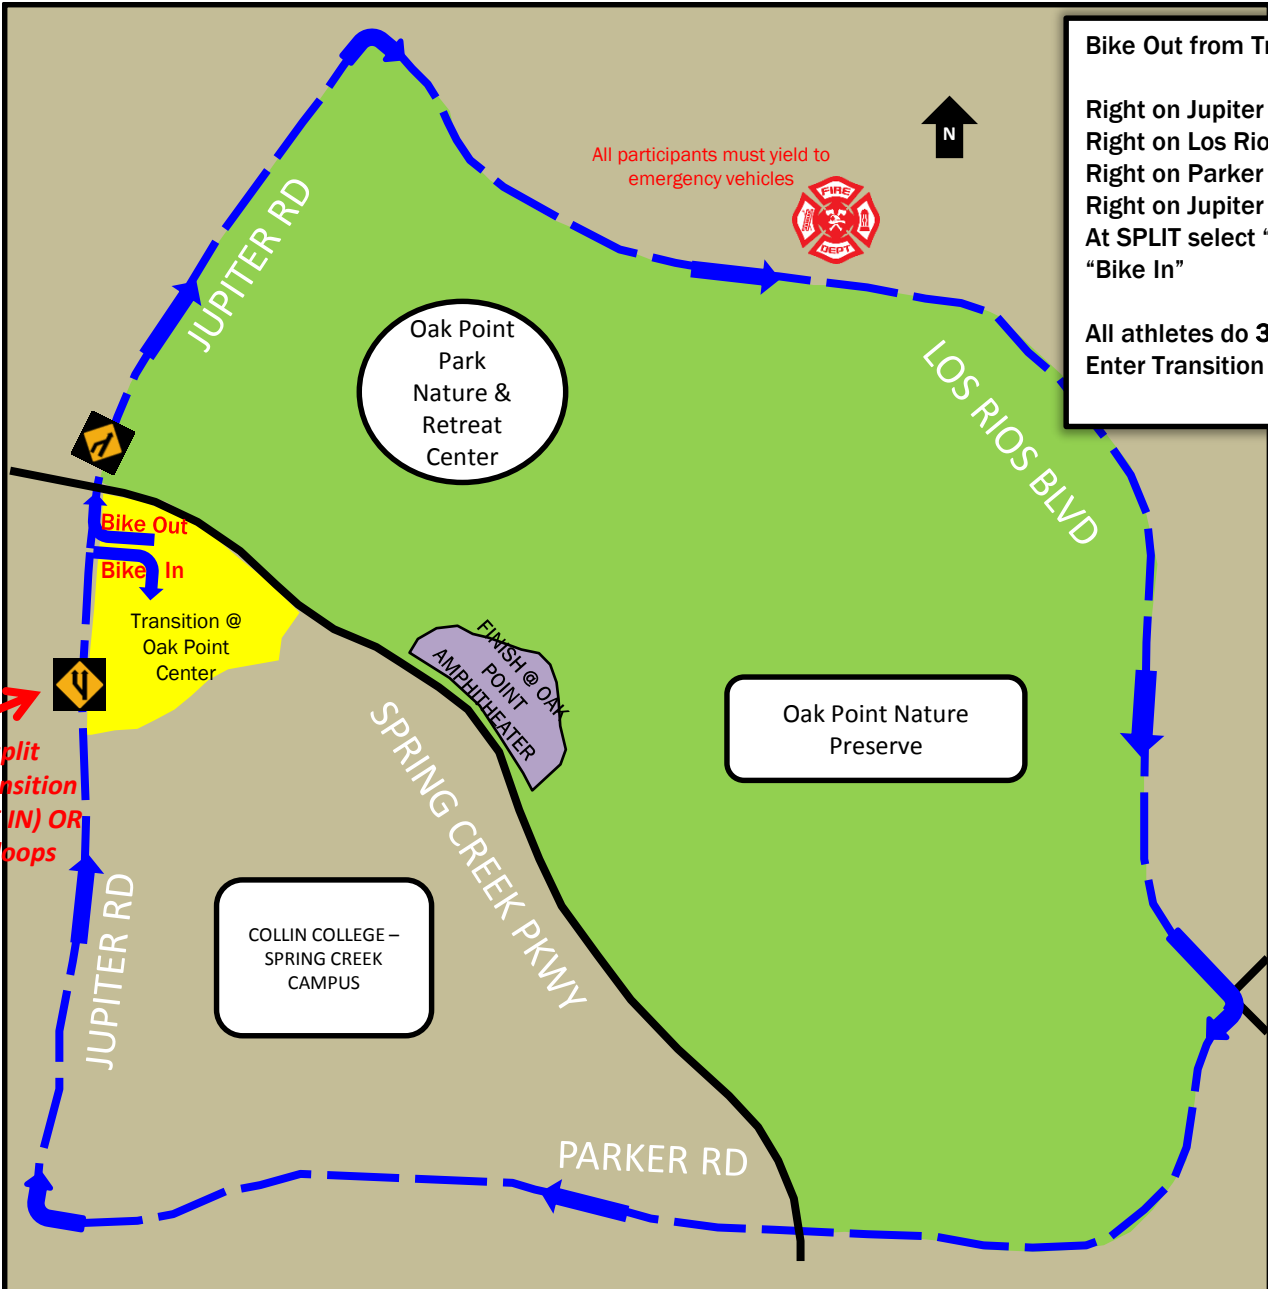 Bike Out from Tr
Right on Jupiter
Right on Los Rio
Right on Parker
Right on Jupiter
At SPLIT select “
“Bike In”
All athletes do 3
Enter Transition
N
All participants must yield to
emergency vehicles
FIRE
DEPT
JUPITER RD
Oak Point
Park
Nature &
Retreat
Center
LOS RIOS BLVD
Bike Out
Bike In
Transition @
Oak Point
Center
FINISH @ OAK
POINT
AMPHITHEATER
Oak Point Nature
Preserve
plit
nsition
IN) OR
loops
SPRING CREEK PKWY
JUPITER RD
COLLIN COLLEGE –
SPRING CREEK
CAMPUS
PARKER RD